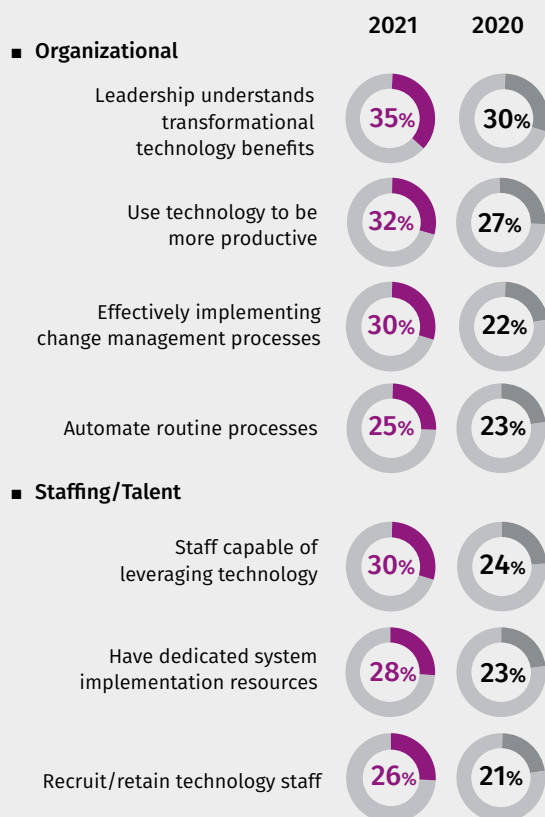 2021 2020
■ Organizational
Leadership understands
transformational
technology benefits
35% 30%
Use technology to be
more productive
32% 27%
Effectively implementing
change management processes
30% 22%
Automate routine processes
25% 23%
■ Staffing/Talent
Staff capable of
leveraging technology
30% 24%
Have dedicated system
implementation resources
28% 23%
Recruit/retain technology staff
26% 21%